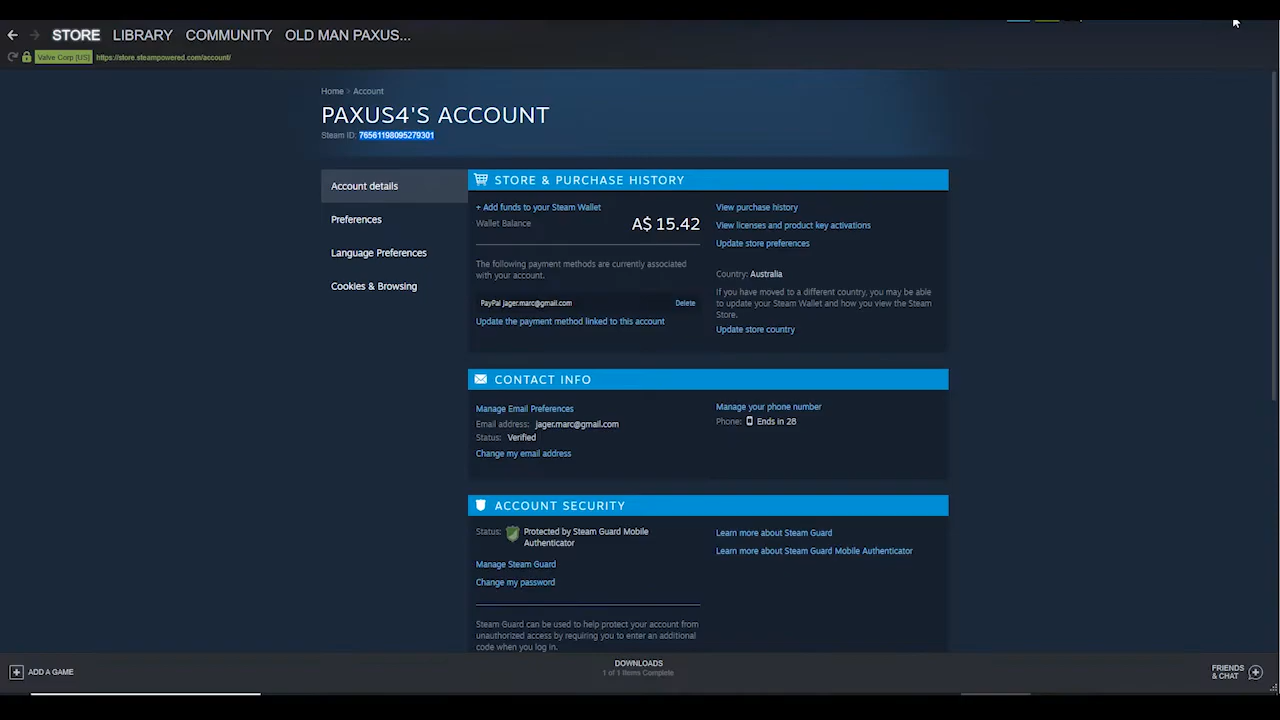 STORE LIBRARY COMMUNITY OLD MAN PAXUS...
Valve Corp [US] https://store.steampowered.com/account/
Home > Account
PAXUS4'S ACCOUNT
Steam ID: 76561198095279301
Account details
Preferences
Language Preferences
Cookies & Browsing
STORE & PURCHASE HISTORY
+ Add funds to your Steam Wallet
Wallet Balance A$ 15.42
The following payment methods are currently associated
with your account.
PayPal jager.marc@gmail.com Delete
Update the payment method linked to this account
View purchase history
View licenses and product key activations
Update store preferences
Country: Australia
If you have moved to a different country, you may be able
to update your Steam Wallet and how you view the Steam
Store.
Update store country
CONTACT INFO
Manage Email Preferences
Email address: jager.marc@gmail.com
Status: Verified
Change my email address
Manage your phone number
Phone: Ends in 28
ACCOUNT SECURITY
Status: Protected by Steam Guard Mobile
Authenticator
Manage Steam Guard
Change my password
Learn more about Steam Guard
Learn more about Steam Guard Mobile Authenticator
Steam Guard can be used to help protect your account from
unauthorized access by requiring you to enter an additional
code when you log in.
ADD A GAME
DOWNLOADS
1 of 1 Items Complete
FRIENDS
& CHAT